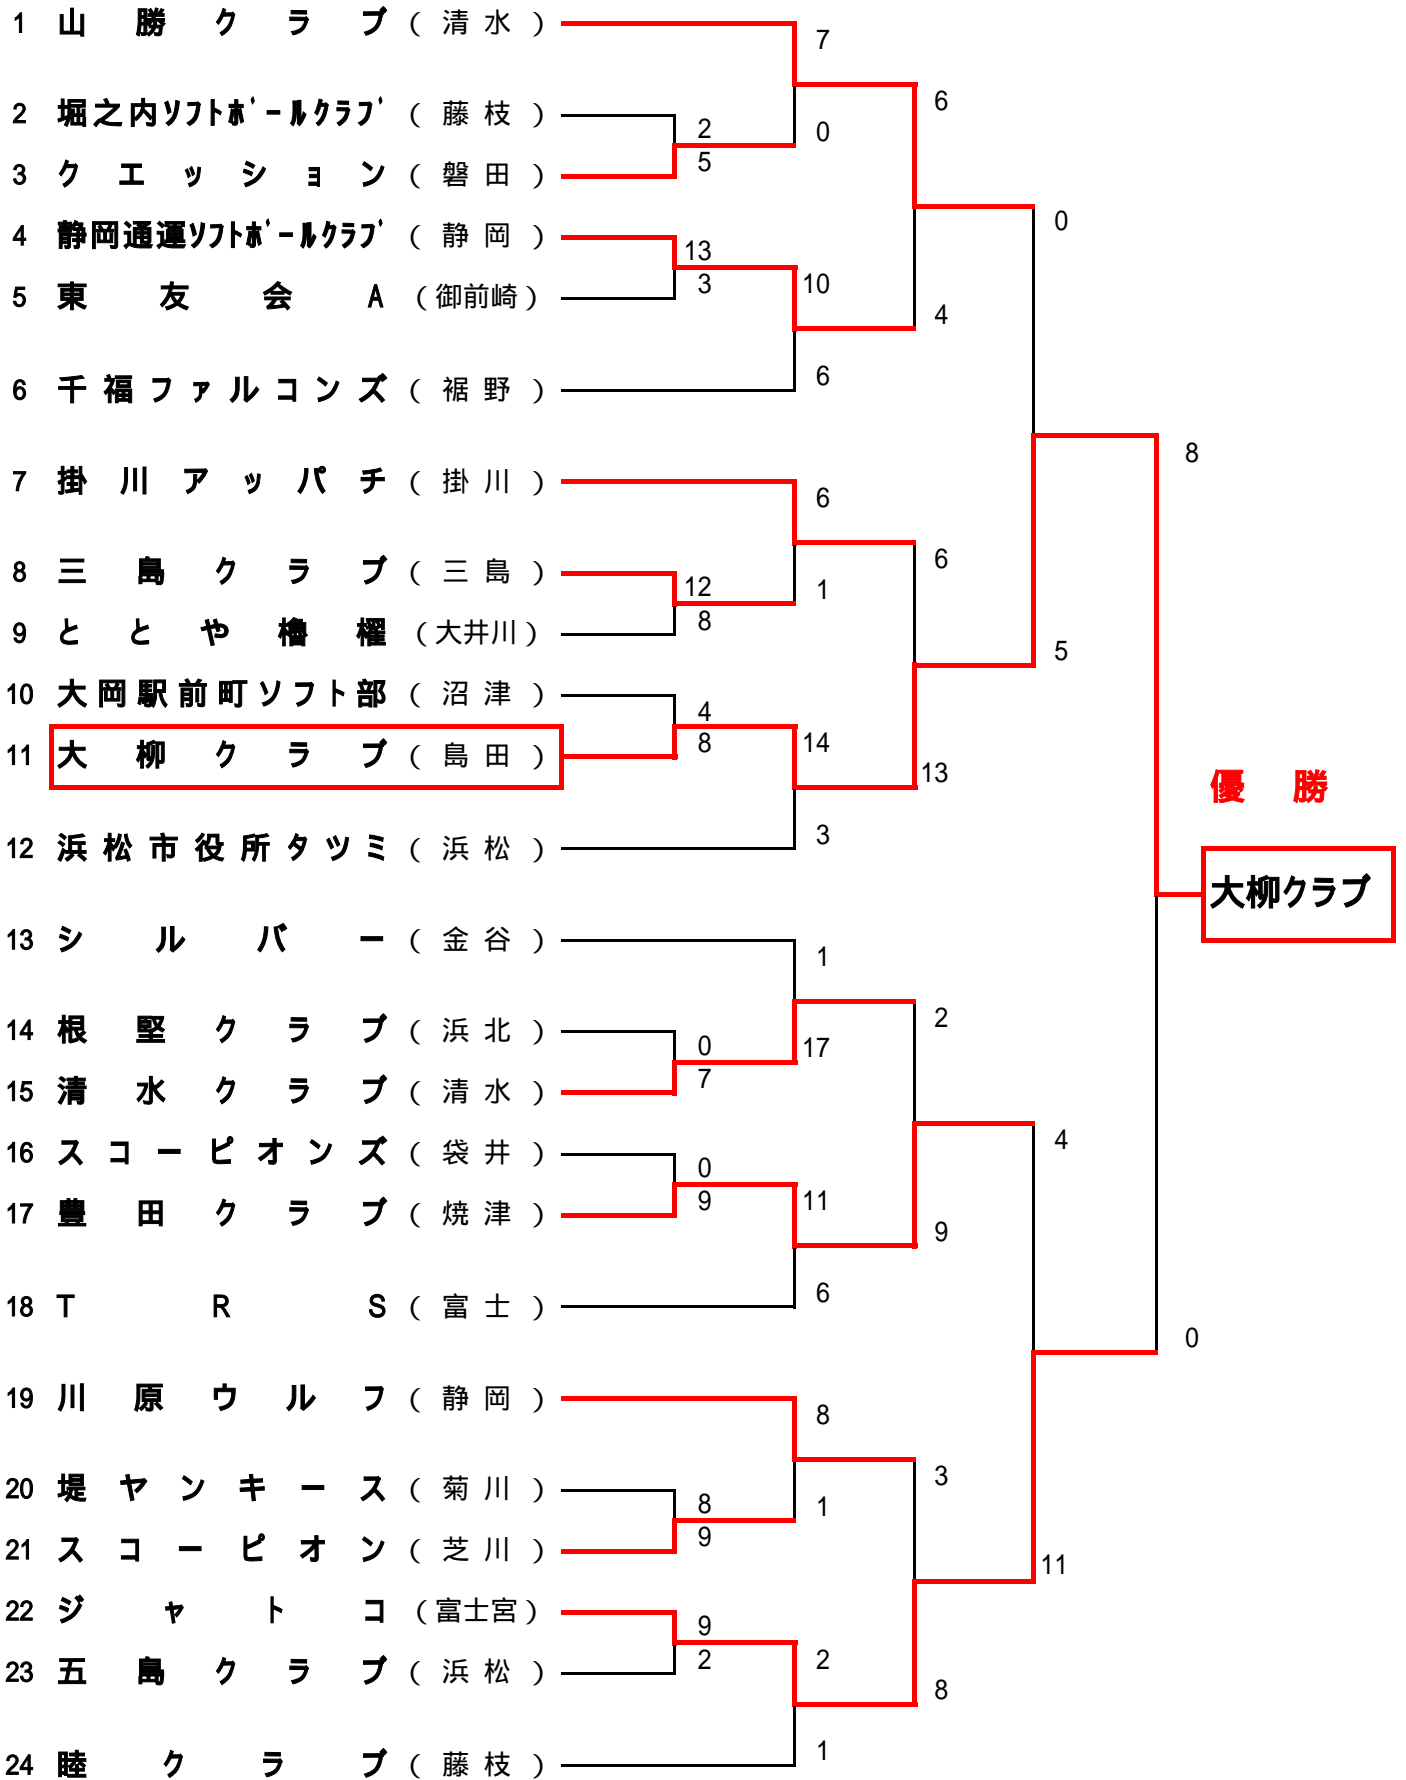 1 山勝クラブ (清水)
7
2 堀之内ソフトボールクラブ (藤枝)
6
2
0
5
3 クエッション (磐田)
0
4 静岡通運ソフトボールクラブ (静岡)
13
3
10
5 東友会A (御前崎)
4
6
6 千福ファルコンズ (裾野)
8
7 掛川アッパチ (掛川)
6
6
8 三島クラブ (三島)
12
1
8
9 ととや櫓櫂 (大井川)
5
10 大岡駅前町ソフト部 (沼津)
4
8
14
11 大柳クラブ (島田)
13
優勝
3
12 浜松市役所タツミ (浜松)
大柳クラブ
13 シルバー (金谷)
1
2
14 根堅クラブ (浜北)
0
17
7
15 清水クラブ (清水)
4
16 スコーピオンズ (袋井)
0
9
11
17 豊田クラブ (焼津)
9
6
18 TRS (富士)
0
19 川原ウルフ (静岡)
8
3
20 堤ヤンキース (菊川)
8
1
9
21 スコーピオン (芝川)
11
22 ジャトコ (富士宮)
9
2
2
23 五島クラブ (浜松)
8
1
24 睦クラブ (藤枝)